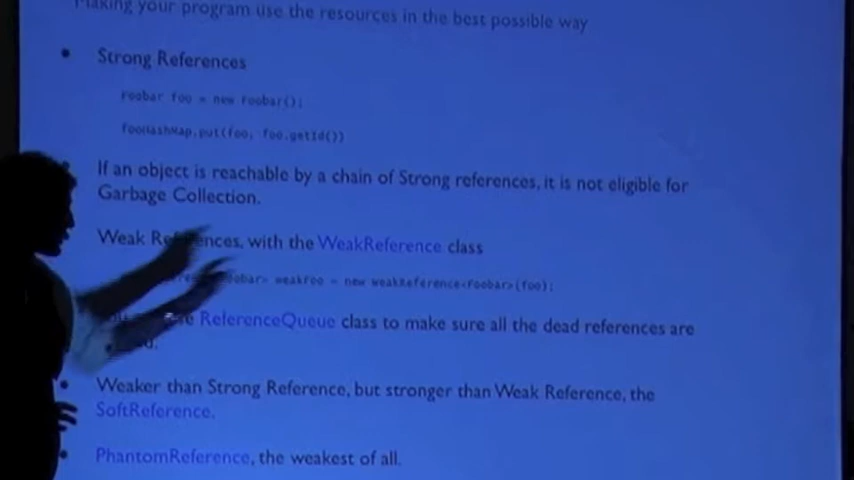 Making your program use the resources in the best possible way
Strong References
Foobar foo = new Foobar();
fooHashMap.put(foo, foo.getId())
If an object is reachable by a chain of Strong references, it is not eligible for
Garbage Collection.
Weak References, with the WeakReference class
weakFoo = new WeakReference<Foobar>(foo);
ReferenceQueue class to make sure all the dead references are
Weaker than Strong Reference, but stronger than Weak Reference, the
SoftReference.
PhantomReference, the weakest of all.